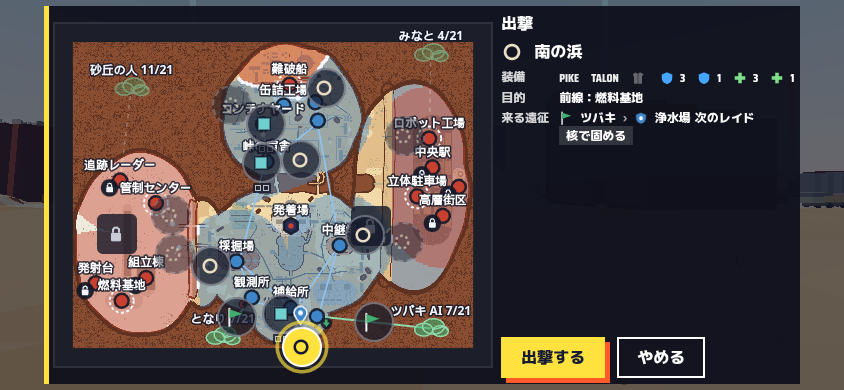 出撃
南の浜
装備 PIKE TALON 3 1 3 1
目的 前線：燃料基地
来る遠征 ツバキ › 浄水場 次のレイド
核で固める
出撃する
やめる
みなと 4/21
砂丘の人 11/21
難破船
缶詰工場
コンテナヤード
ロボット工場
中央駅
追跡レーダー
管制センター
立体駐車場
高層街区
発着場
中継
採掘場
発射台
組立棟
燃料基地
観測所
補給所
ツバキ AI 7/21